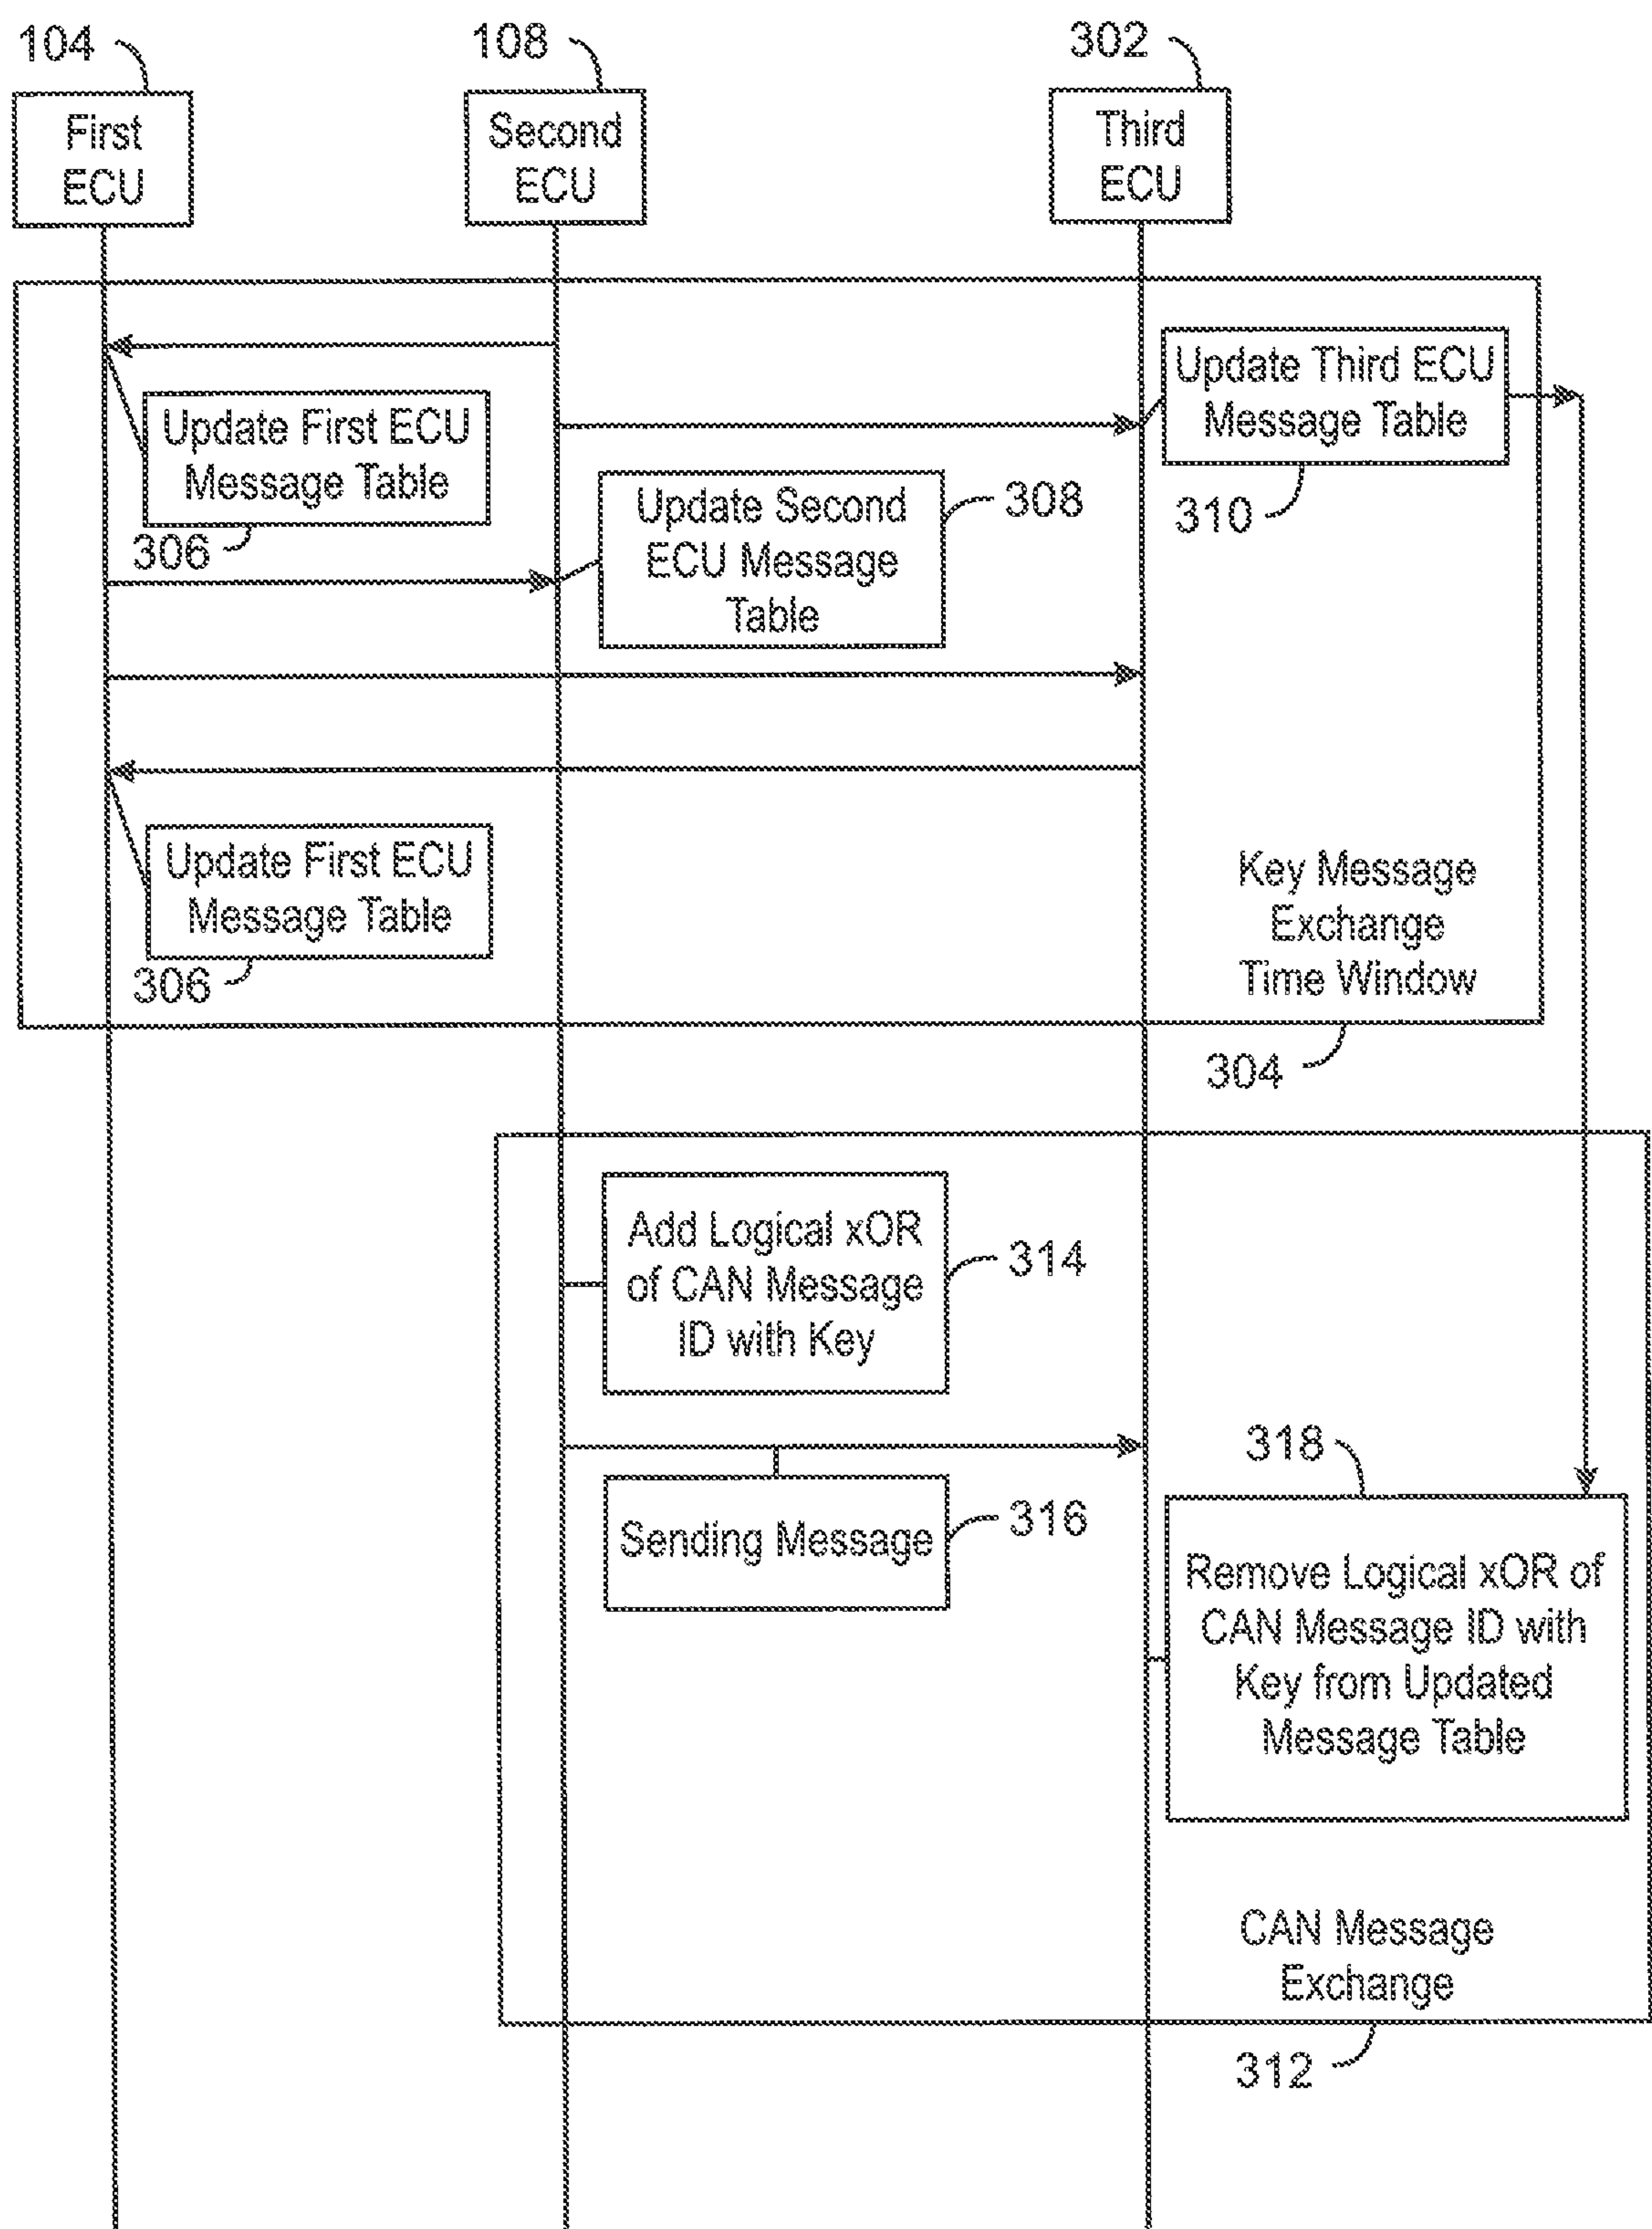 104
108
302
First
ECU
Second
ECU
Third
ECU
Update Third ECU
Message Table
310
Update First ECU
Message Table
306
Update Second
ECU Message
Table
308
Update First ECU
Message Table
306
Key Message
Exchange
Time Window
304
Add Logical xOR
of CAN Message
ID with Key
314
Sending Message
316
318
Remove Logical xOR of
CAN Message ID with
Key from Updated
Message Table
CAN Message
Exchange
312